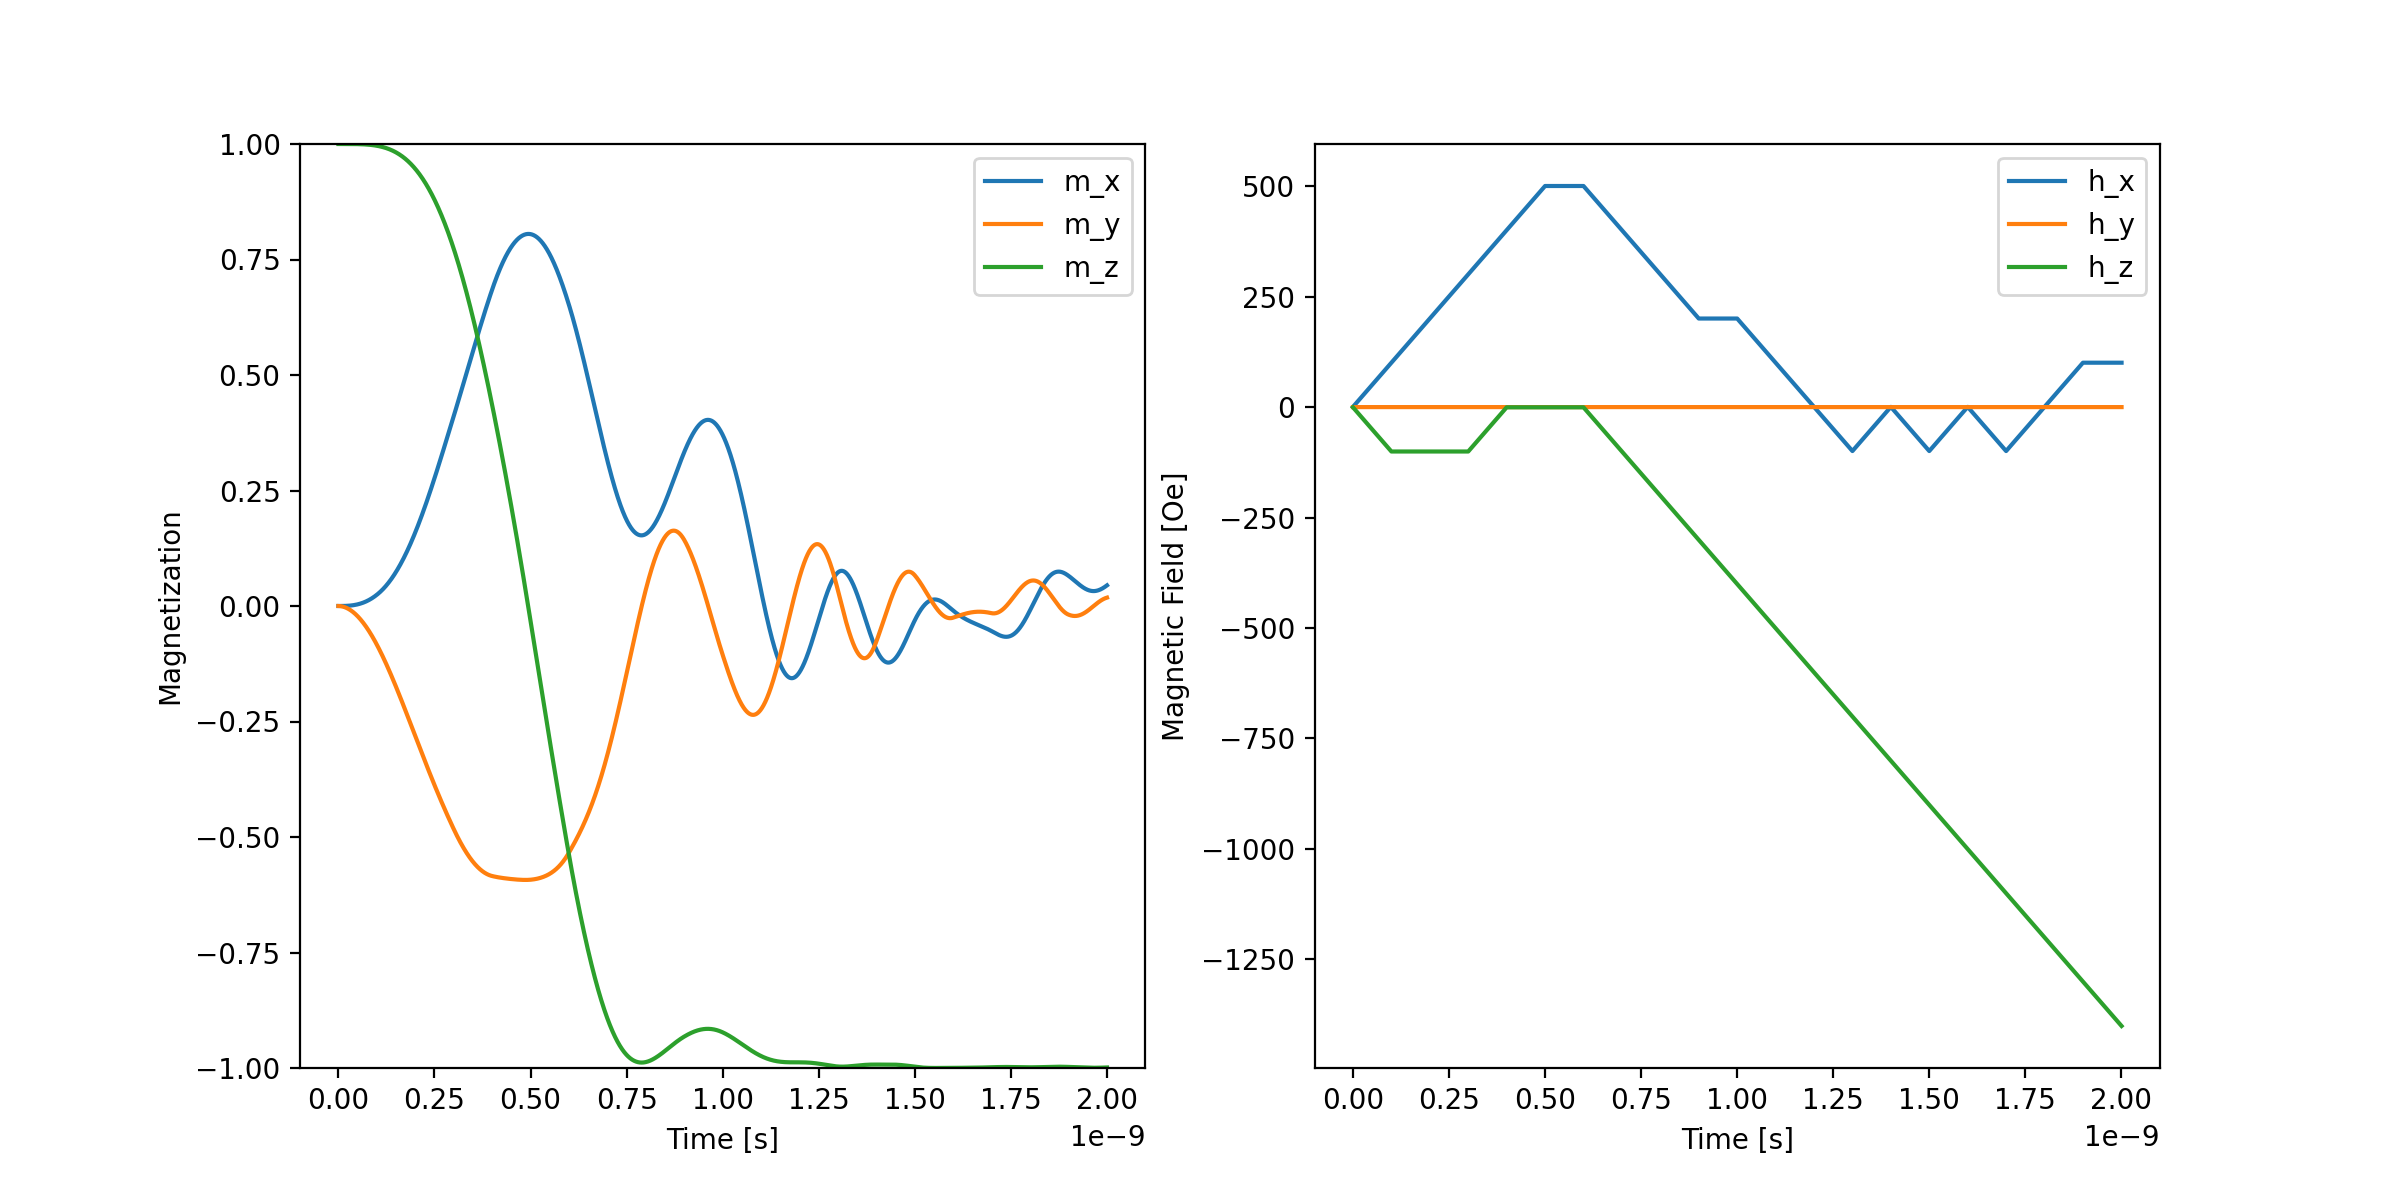 Magnetization
1.00
0.75
0.50
0.25
0.00
−0.25
−0.50
−0.75
−1.00
m_x
m_y
m_z
0.00 0.25 0.50 0.75 1.00 1.25 1.50 1.75 2.00
Time [s]
1e−9
Magnetic Field [Oe]
500
250
0
−250
−500
−750
−1000
−1250
h_x
h_y
h_z
0.00 0.25 0.50 0.75 1.00 1.25 1.50 1.75 2.00
Time [s]
1e−9